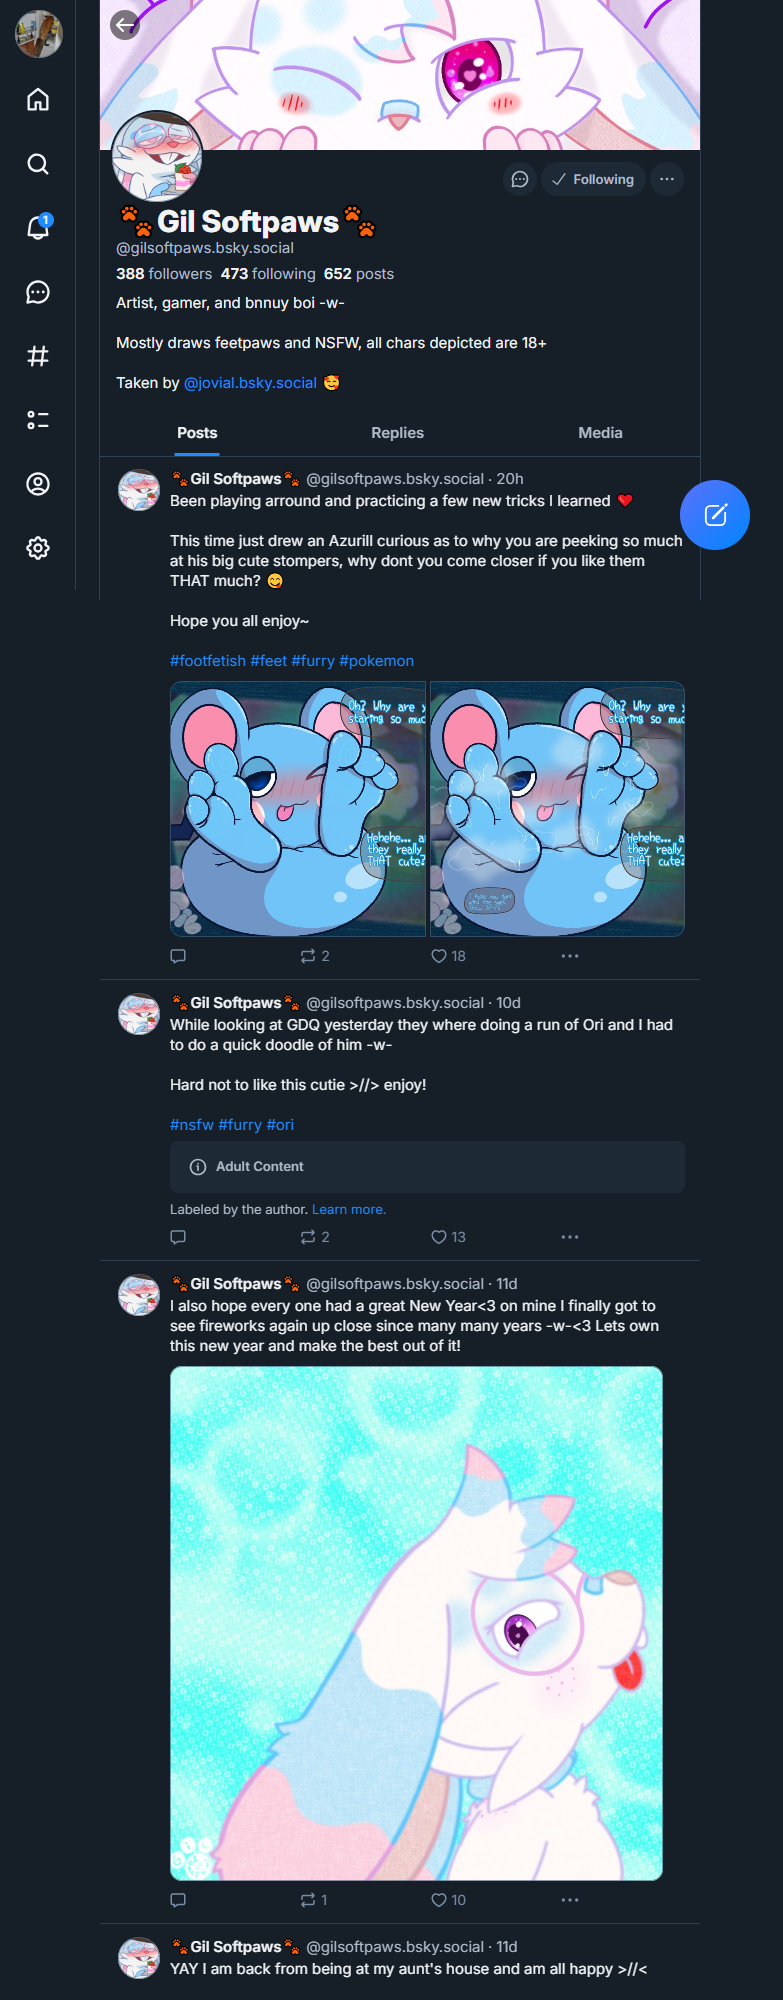 1
Following
🐾Gil Softpaws🐾
@gilsoftpaws.bsky.social
388 followers 473 following 652 posts
Artist, gamer, and bnnuy boi -w-
Mostly draws feetpaws and NSFW, all chars depicted are 18+
Taken by @jovial.bsky.social 🥰
Posts Replies Media
🐾Gil Softpaws🐾 @gilsoftpaws.bsky.social · 20h
Been playing arround and practicing a few new tricks I learned ❤️
This time just drew an Azurill curious as to why you are peeking so much
at his big cute stompers, why dont you come closer if you like them
THAT much? 😋
Hope you all enjoy~
#footfetish #feet #furry #pokemon
Oh? Why are y
staring so muc
Hehehe... a
they really
THAT cute?
Oh? Why are y
staring so muc
Hehehe... a
they really
THAT cute?
2 18
🐾Gil Softpaws🐾 @gilsoftpaws.bsky.social · 10d
While looking at GDQ yesterday they where doing a run of Ori and I had
to do a quick doodle of him -w-
Hard not to like this cutie >//> enjoy!
#nsfw #furry #ori
Adult Content
Labeled by the author. Learn more.
2 13
🐾Gil Softpaws🐾 @gilsoftpaws.bsky.social · 11d
I also hope every one had a great New Year<3 on mine I finally got to
see fireworks again up close since many many years -w-<3 Lets own
this new year and make the best out of it!
1 10
🐾Gil Softpaws🐾 @gilsoftpaws.bsky.social · 11d
YAY I am back from being at my aunt's house and am all happy >//<